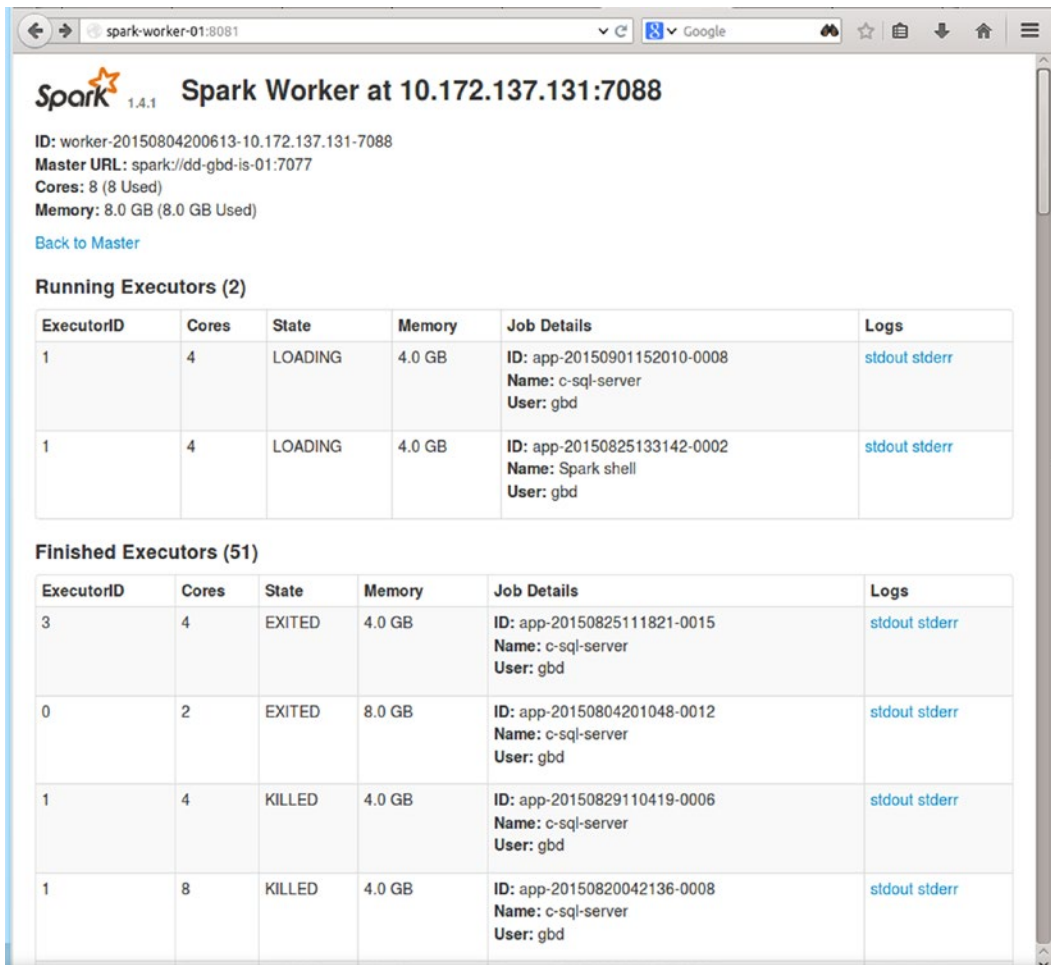 spark-worker-01:8081
Google
Spark 1.4.1 Spark Worker at 10.172.137.131:7088
ID: worker-20150804200613-10.172.137.131-7088
Master URL: spark://dd-gbd-is-01:7077
Cores: 8 (8 Used)
Memory: 8.0 GB (8.0 GB Used)
Back to Master
Running Executors (2)
ExecutorID Cores State Memory Job Details Logs
1 4 LOADING 4.0 GB ID: app-20150901152010-0008 stdout stderr
Name: c-sql-server
User: gbd
1 4 LOADING 4.0 GB ID: app-20150825133142-0002 stdout stderr
Name: Spark shell
User: gbd
Finished Executors (51)
ExecutorID Cores State Memory Job Details Logs
3 4 EXITED 4.0 GB ID: app-20150825111821-0015 stdout stderr
Name: c-sql-server
User: gbd
0 2 EXITED 8.0 GB ID: app-20150804201048-0012 stdout stderr
Name: c-sql-server
User: gbd
1 4 KILLED 4.0 GB ID: app-20150829110419-0006 stdout stderr
Name: c-sql-server
User: gbd
1 8 KILLED 4.0 GB ID: app-20150820042136-0008 stdout stderr
Name: c-sql-server
User: gbd